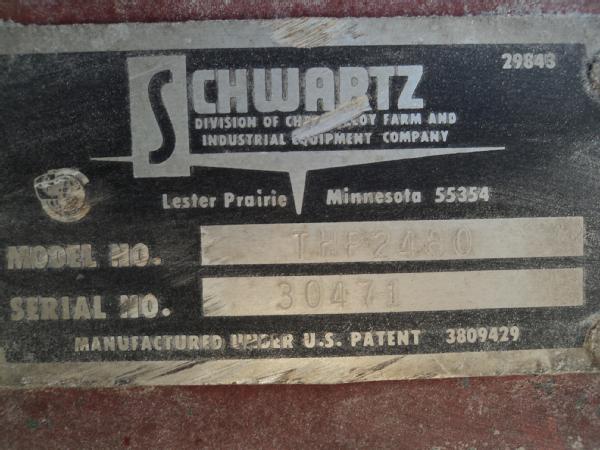 SCHWARTZ
29843
DIVISION OF FARM AND
INDUSTRIAL EQUIPMENT COMPANY
Lester Prairie Minnesota 55354
MODEL NO. THF2480
SERIAL NO. 30471
MANUFACTURED UNDER U.S. PATENT 3809429